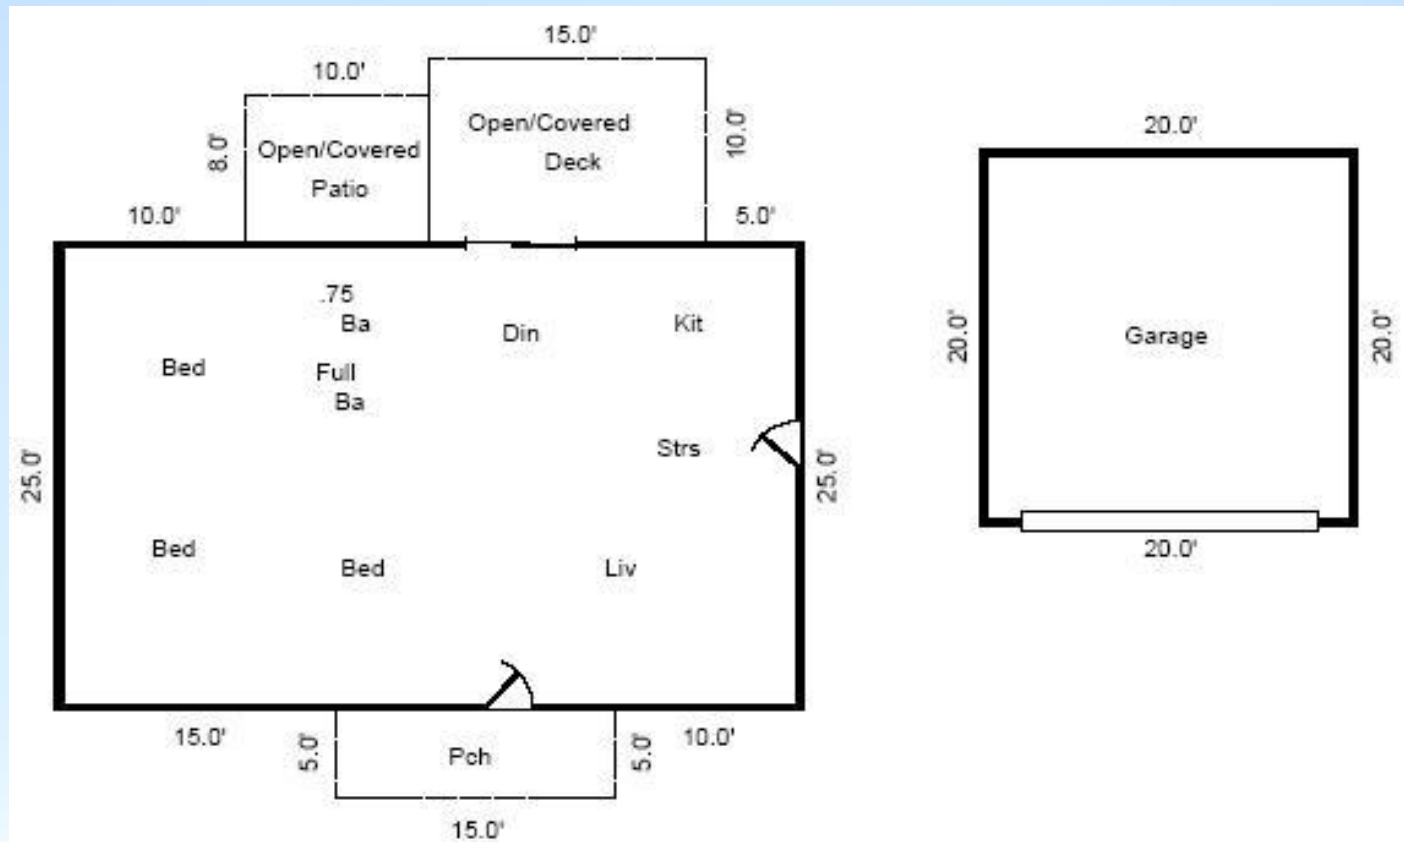 15.0'
10.0'
Open/Covered
Deck
10.0'
8.0'
Open/Covered
Patio
10.0'
5.0'
20.0'
.75
Ba
Din
Kit
Bed
Full
Ba
Strs
25.0'
25.0'
Bed
Bed
Liv
20.0'
Garage
20.0'
20.0'
15.0'
5.0'
Pch
5.0'
10.0'
15.0'